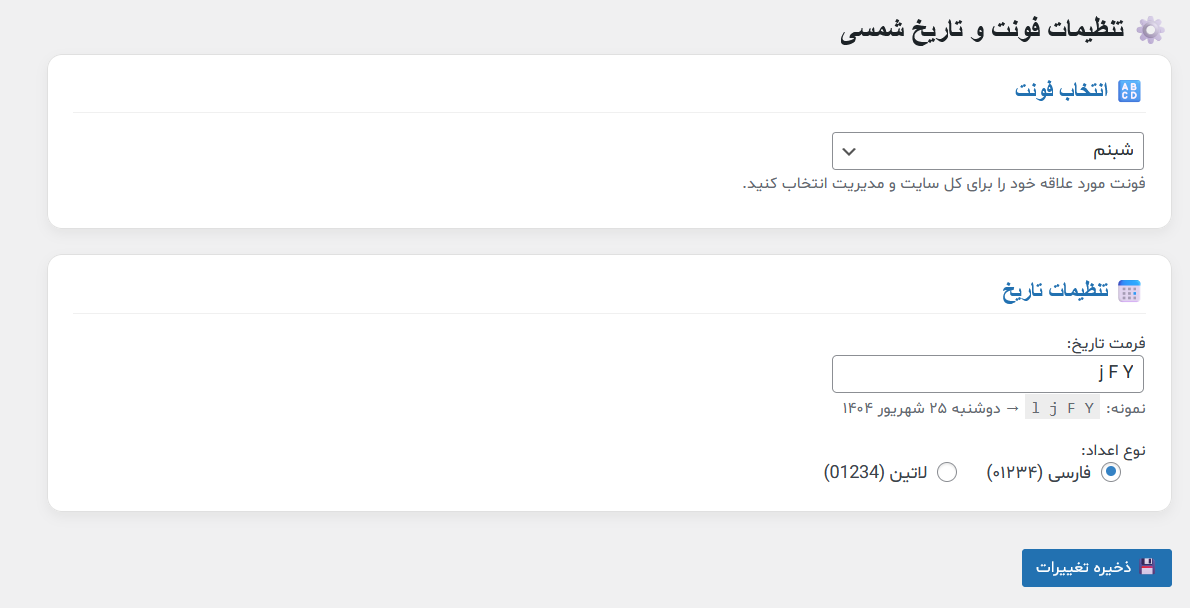 تنظیمات فونت و تاریخ شمسی
انتخاب فونت
شبنم
فونت مورد علاقه خود را برای کل سایت و مدیریت انتخاب کنید.
تنظیمات تاریخ
فرمت تاریخ:
j F Y
نمونه: l j F Y → دوشنبه ۲۵ شهریور ۱۴۰۴
نوع اعداد:
فارسی (۰۱۲۳۴) لاتین (01234)
ذخیره تغییرات